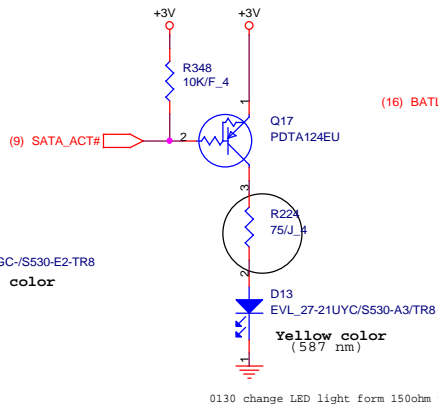 +3V
+3V
R348
10K/F_4
(16) BATL
1
Q17
PDTA124EU
(9) SATA_ACT#
2
3
R224
75/J_4
GC-/S530-E2-TR8
color
2
D13
EVL_27-21UYC/S530-A3/TR8
Yellow color
(587 nm)
1
0130 change LED light form 150ohm